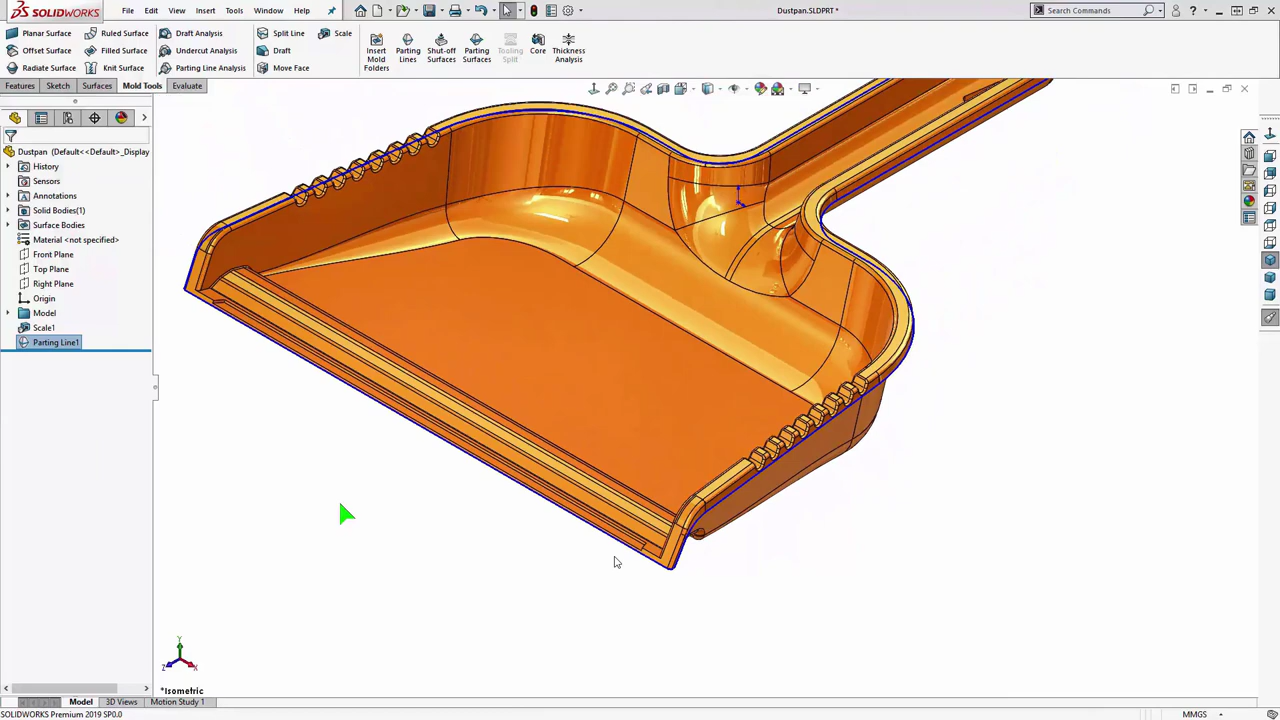 SOLIDWORKS File Edit View Insert Tools Window Help Dustpan.SLDPRT * Search Commands
Planar Surface Ruled Surface Draft Analysis Split Line Scale
Offset Surface Filled Surface Undercut Analysis Draft
Radiate Surface Knit Surface Parting Line Analysis Move Face
Insert Mold Folders Parting Lines Shut-off Surfaces Parting Surfaces Tooling Split Core Thickness Analysis
Features Sketch Surfaces Mold Tools Evaluate
Dustpan (Default<<Default>_Display
History
Sensors
Annotations
Solid Bodies(1)
Surface Bodies
Material <not specified>
Front Plane
Top Plane
Right Plane
Origin
Model
Scale1
Parting Line1
Y
Z X
*Isometric
Model 3D Views Motion Study 1
SOLIDWORKS Premium 2019 SP0.0 MMGS